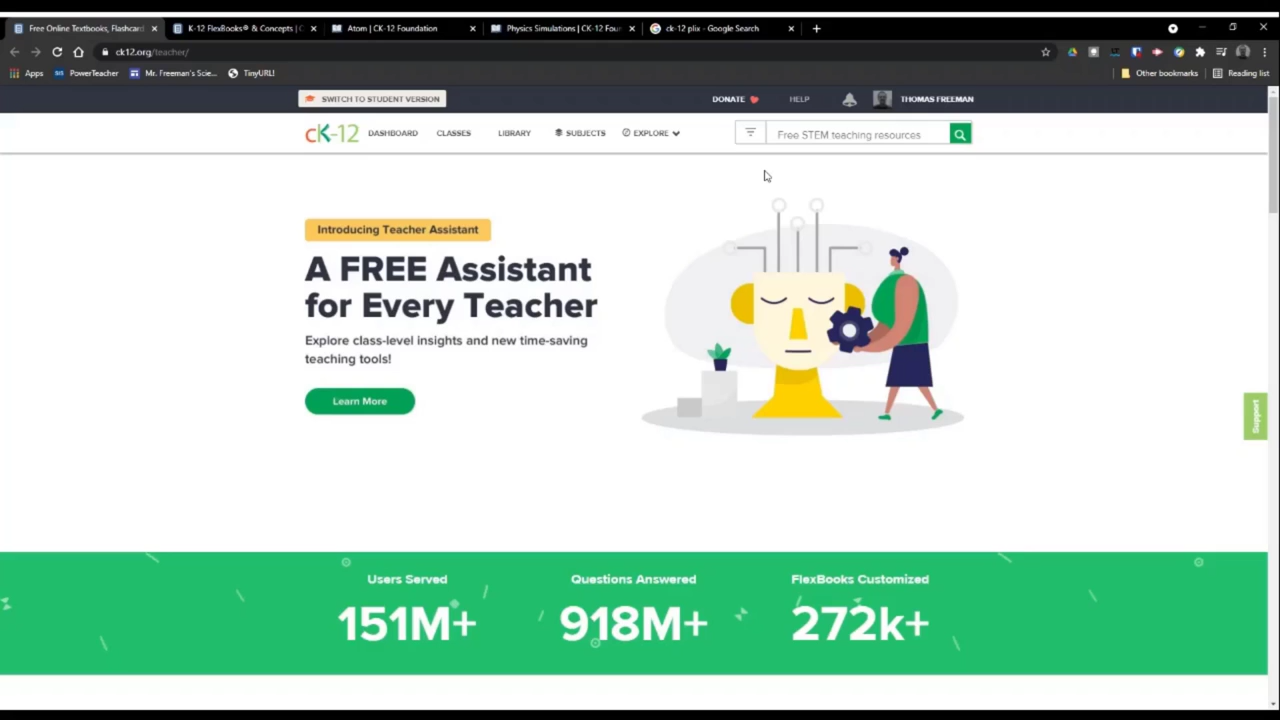 Free Online Textbooks, Flashcard
K-12 FlexBooks® & Concepts | C
Atom | CK-12 Foundation
Physics Simulations | CK-12 Four
ck-12 plix - Google Search
ck12.org/teacher/
Apps
PowerTeacher
Mr. Freeman's Scie...
TinyURL!
Other bookmarks
Reading list
SWITCH TO STUDENT VERSION
DONATE
HELP
THOMAS FREEMAN
cK-12
DASHBOARD
CLASSES
LIBRARY
SUBJECTS
EXPLORE
Free STEM teaching resources
Introducing Teacher Assistant
A FREE Assistant
for Every Teacher
Explore class-level insights and new time-saving
teaching tools!
Learn More
Support
Users Served
Questions Answered
FlexBooks Customized
151M+
918M+
272k+